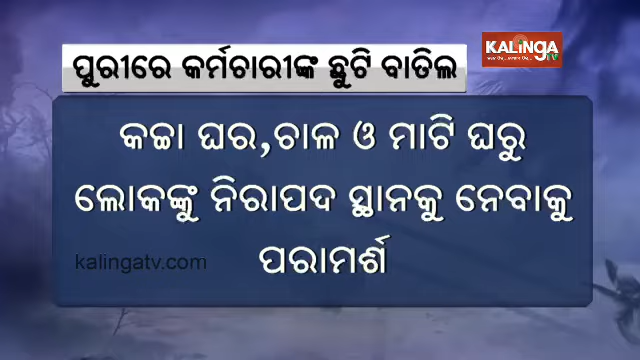 KALINGA
TV
ପୁରୀରେ କର୍ମଚାରୀଙ୍କ ଛୁଟି ବାତିଲ
କଚ୍ଚା ଘର,ଚାଳ ଓ ମାଟି ଘରୁ
ଲୋକଙ୍କୁ ନିରାପଦ ସ୍ଥାନକୁ ନେବାକୁ
ପରାମର୍ଶ
kalingatv.com